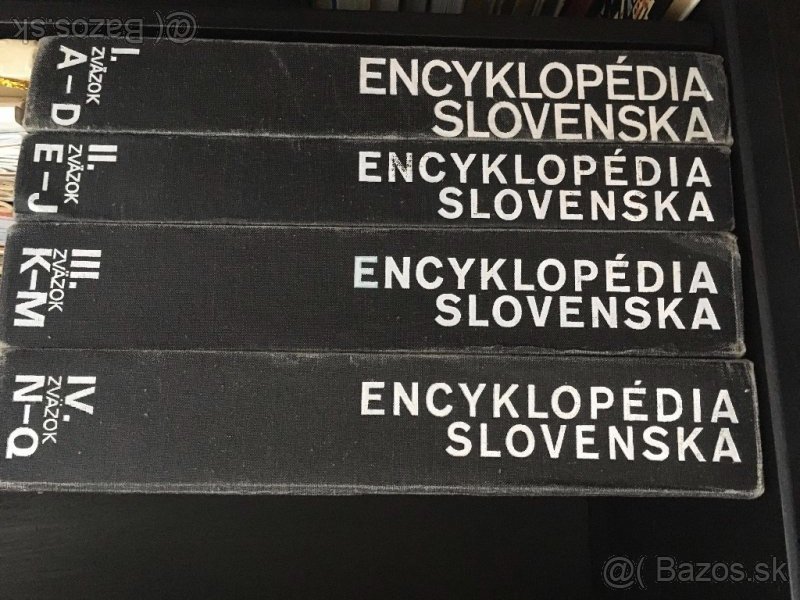 @( Bazos.sk
I.
ZVÄZOK
A–D
ENCYKLOPÉDIA
SLOVENSKA
II.
ZVÄZOK
E–J
ENCYKLOPÉDIA
SLOVENSKA
III.
ZVÄZOK
K–M
ENCYKLOPÉDIA
SLOVENSKA
IV.
ZVÄZOK
N–Q
ENCYKLOPÉDIA
SLOVENSKA
@( Bazos.sk